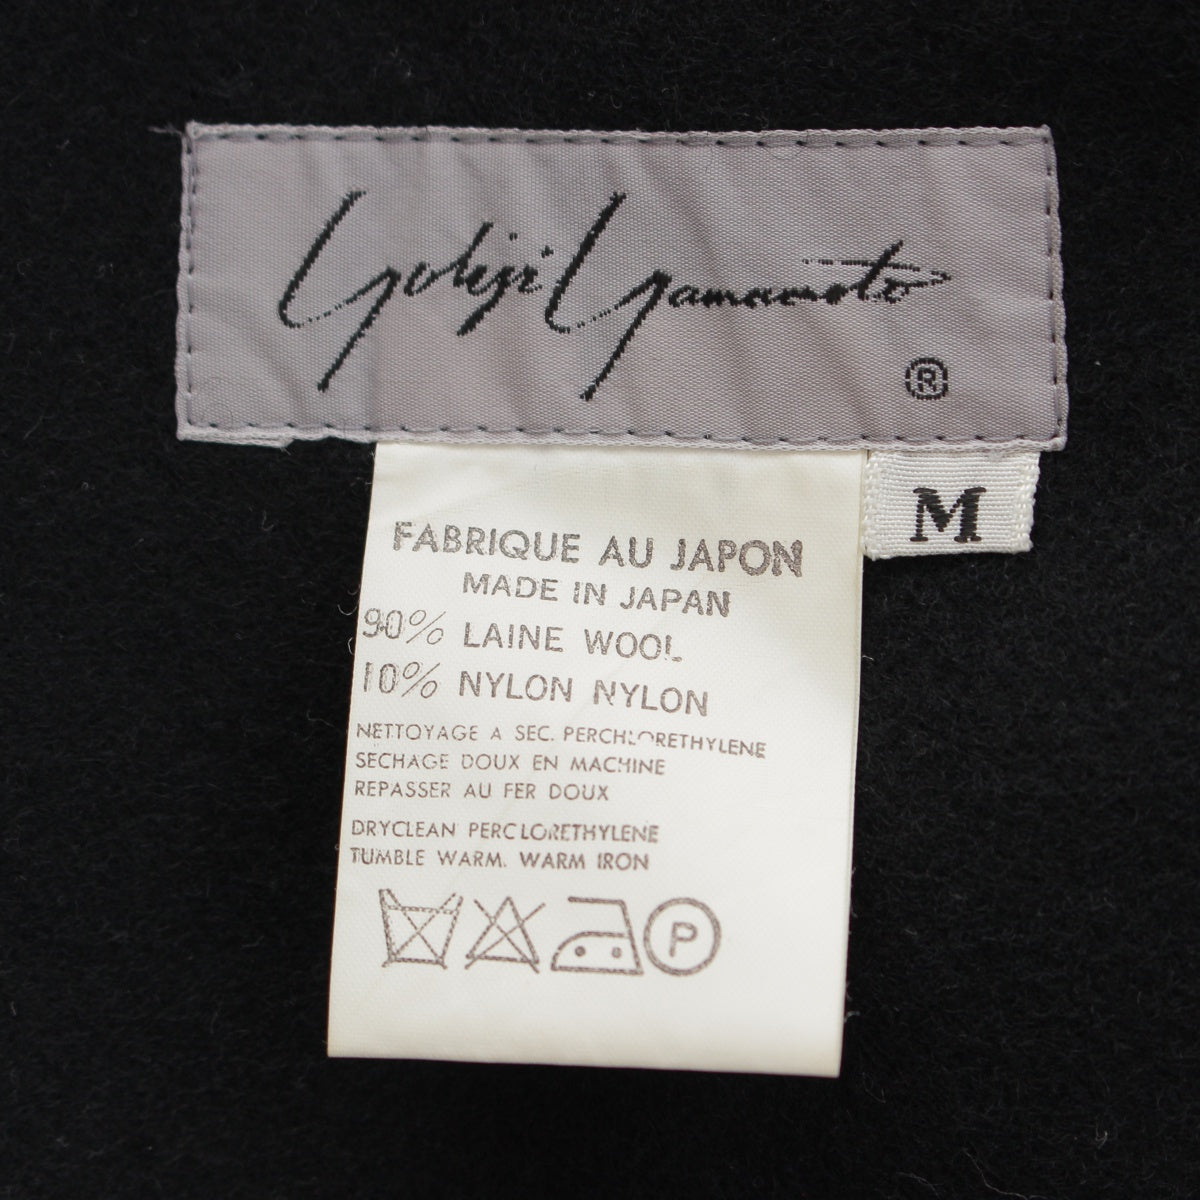 Yohji Yamamoto
®
M
FABRIQUE AU JAPON
MADE IN JAPAN
90% LAINE WOOL
10% NYLON NYLON
NETTOYAGE A SEC. PERCHLORETHYLENE
SECHAGE DOUX EN MACHINE
REPASSER AU FER DOUX
DRYCLEAN PERCLORETHYLENE
TUMBLE WARM. WARM IRON
P